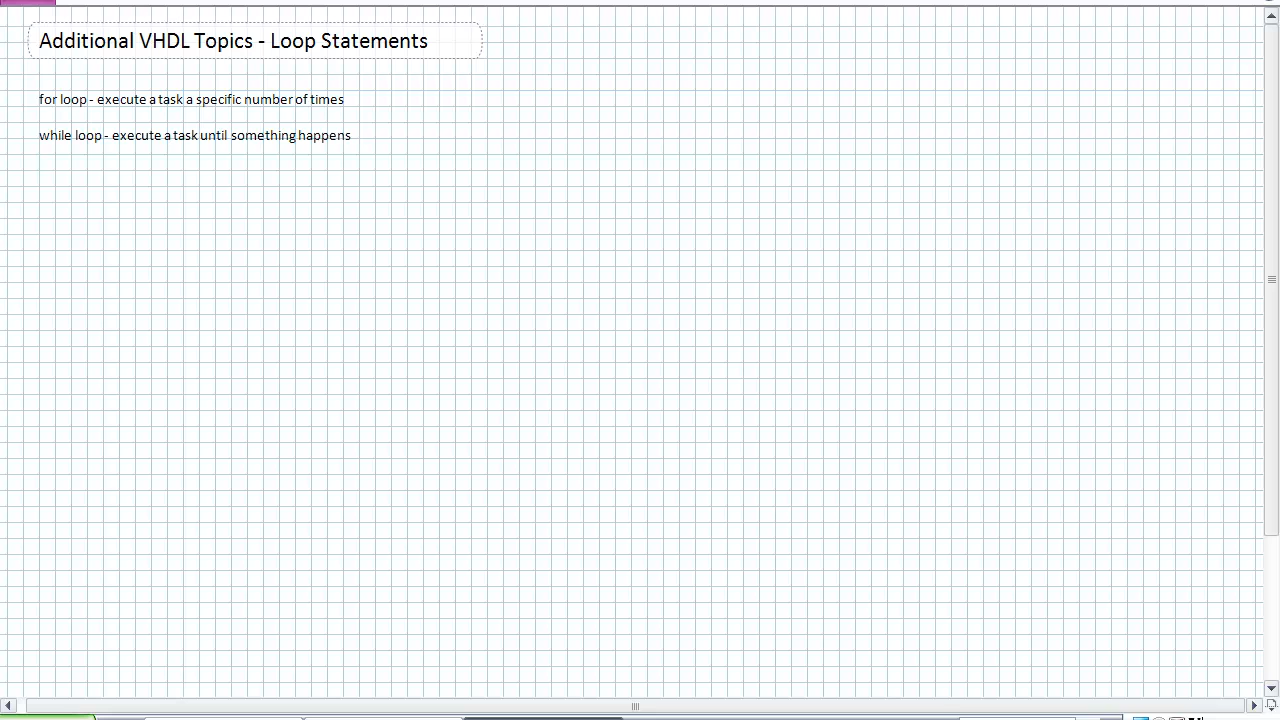 Additional VHDL Topics - Loop Statements
for loop - execute a task a specific number of times
while loop - execute a task until something happens